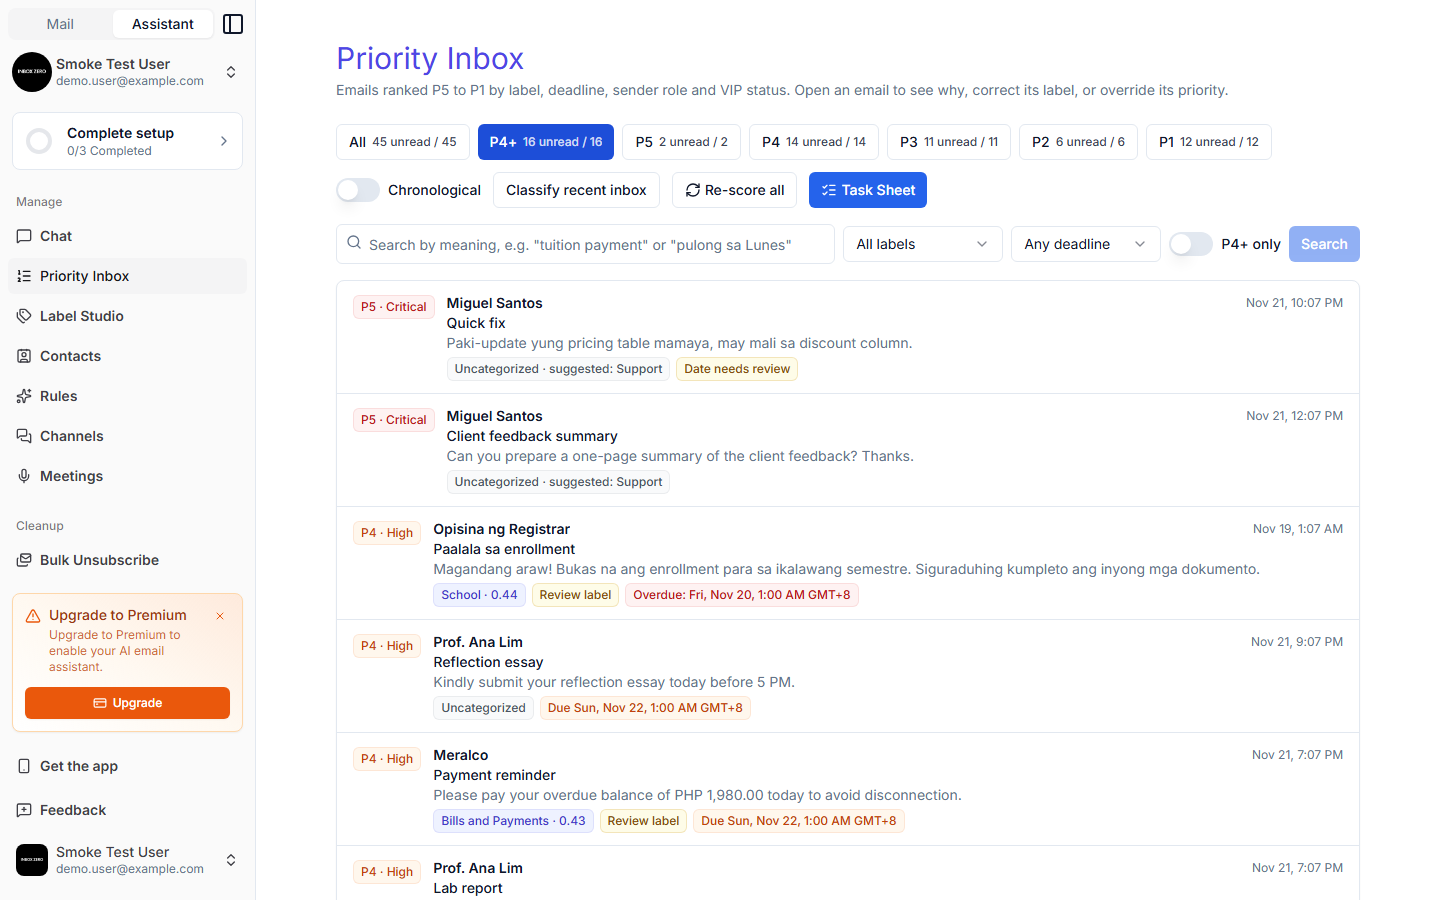 Mail
Assistant
INBOX ZERO
Smoke Test User
demo.user@example.com
Complete setup
0/3 Completed
Manage
Chat
Priority Inbox
Label Studio
Contacts
Rules
Channels
Meetings
Cleanup
Bulk Unsubscribe
Upgrade to Premium
Upgrade to Premium to
enable your AI email
assistant.
Upgrade
Get the app
Feedback
INBOX ZERO
Smoke Test User
demo.user@example.com
Priority Inbox
Emails ranked P5 to P1 by label, deadline, sender role and VIP status. Open an email to see why, correct its label, or override its priority.
All 45 unread / 45
P4+ 16 unread / 16
P5 2 unread / 2
P4 14 unread / 14
P3 11 unread / 11
P2 6 unread / 6
P1 12 unread / 12
Chronological
Classify recent inbox
Re-score all
Task Sheet
Search by meaning, e.g. "tuition payment" or "pulong sa Lunes"
All labels
Any deadline
P4+ only
Search
P5 · Critical
Miguel Santos
Nov 21, 10:07 PM
Quick fix
Paki-update yung pricing table mamaya, may mali sa discount column.
Uncategorized · suggested: Support
Date needs review
P5 · Critical
Miguel Santos
Nov 21, 12:07 PM
Client feedback summary
Can you prepare a one-page summary of the client feedback? Thanks.
Uncategorized · suggested: Support
P4 · High
Opisina ng Registrar
Nov 19, 1:07 AM
Paalala sa enrollment
Magandang araw! Bukas na ang enrollment para sa ikalawang semestre. Siguraduhing kumpleto ang inyong mga dokumento.
School · 0.44
Review label
Overdue: Fri, Nov 20, 1:00 AM GMT+8
P4 · High
Prof. Ana Lim
Nov 21, 9:07 PM
Reflection essay
Kindly submit your reflection essay today before 5 PM.
Uncategorized
Due Sun, Nov 22, 1:00 AM GMT+8
P4 · High
Meralco
Nov 21, 7:07 PM
Payment reminder
Please pay your overdue balance of PHP 1,980.00 today to avoid disconnection.
Bills and Payments · 0.43
Review label
Due Sun, Nov 22, 1:00 AM GMT+8
P4 · High
Prof. Ana Lim
Nov 21, 7:07 PM
Lab report